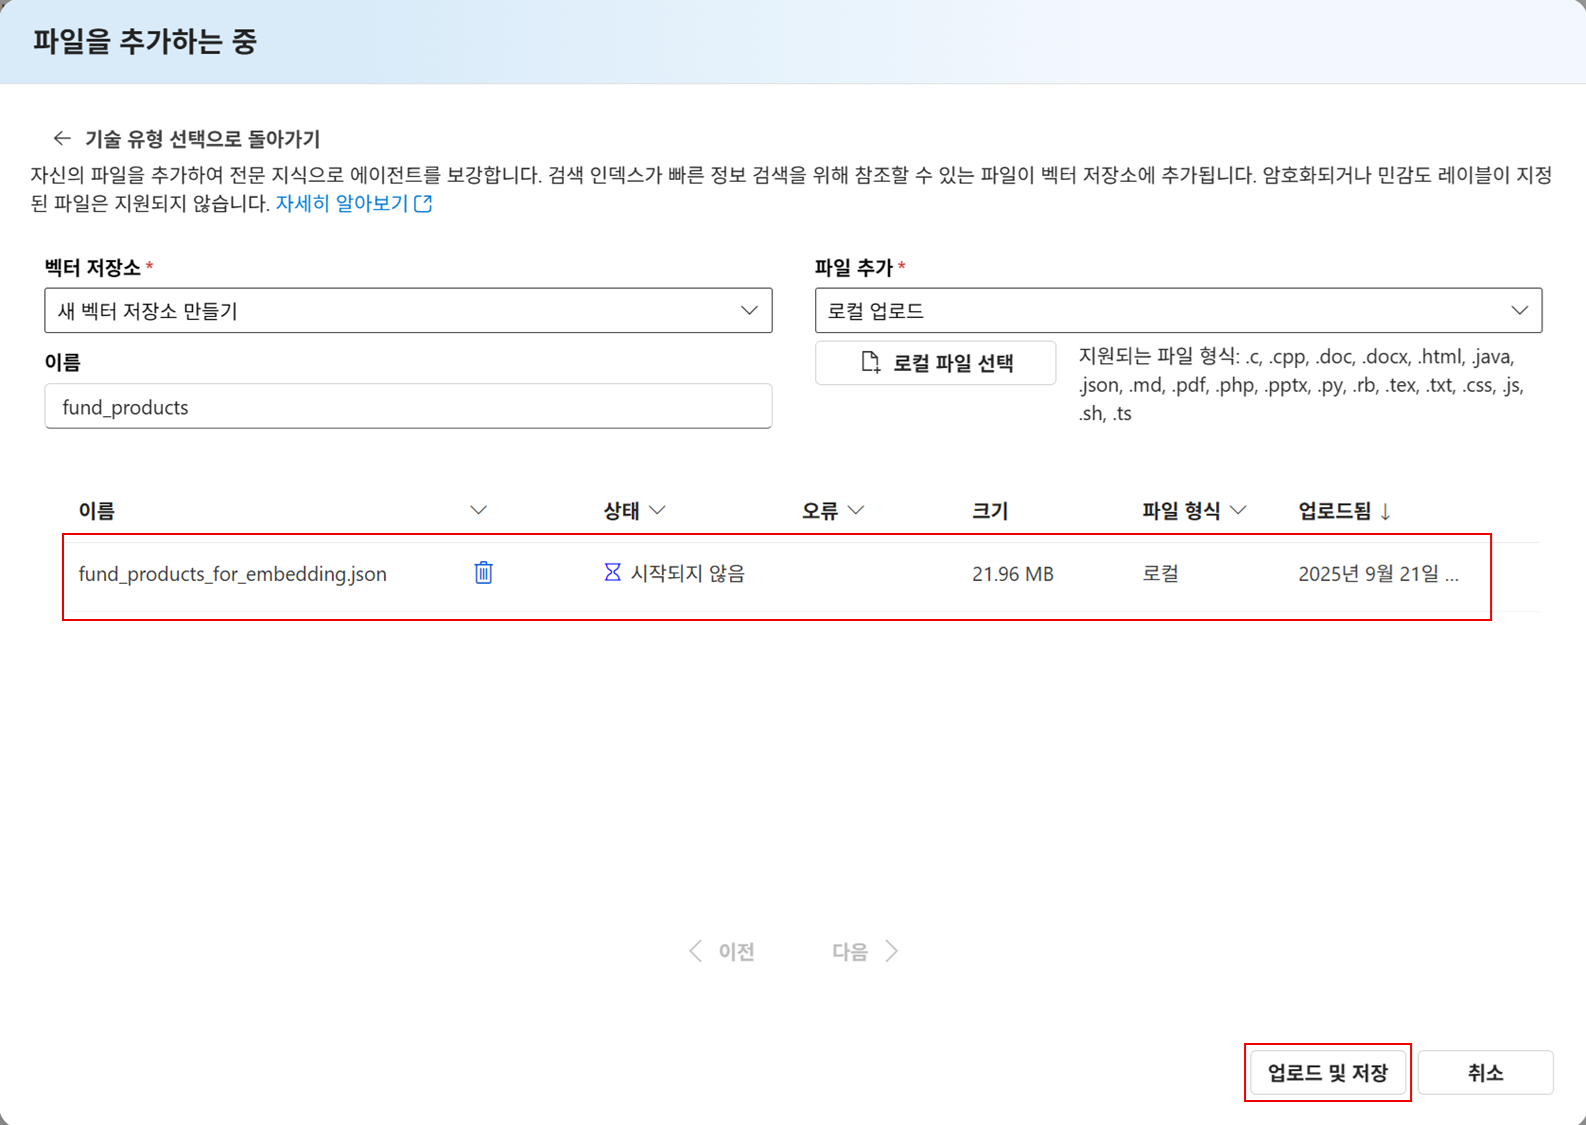 파일을 추가하는 중
← 기술 유형 선택으로 돌아가기
자신의 파일을 추가하여 전문 지식으로 에이전트를 보강합니다. 검색 인덱스가 빠른 정보 검색을 위해 참조할 수 있는 파일이 벡터 저장소에 추가됩니다. 암호화되거나 민감도 레이블이 지정
된 파일은 지원되지 않습니다. 자세히 알아보기
벡터 저장소 *
새 벡터 저장소 만들기
이름
fund_products
파일 추가 *
로컬 업로드
로컬 파일 선택
지원되는 파일 형식: .c, .cpp, .doc, .docx, .html, .java,
.json, .md, .pdf, .php, .pptx, .py, .rb, .tex, .txt, .css, .js,
.sh, .ts
이름 상태 오류 크기 파일 형식 업로드됨 ↓
fund_products_for_embedding.json 시작되지 않음 21.96 MB 로컬 2025년 9월 21일 ...
이전 다음
업로드 및 저장 취소